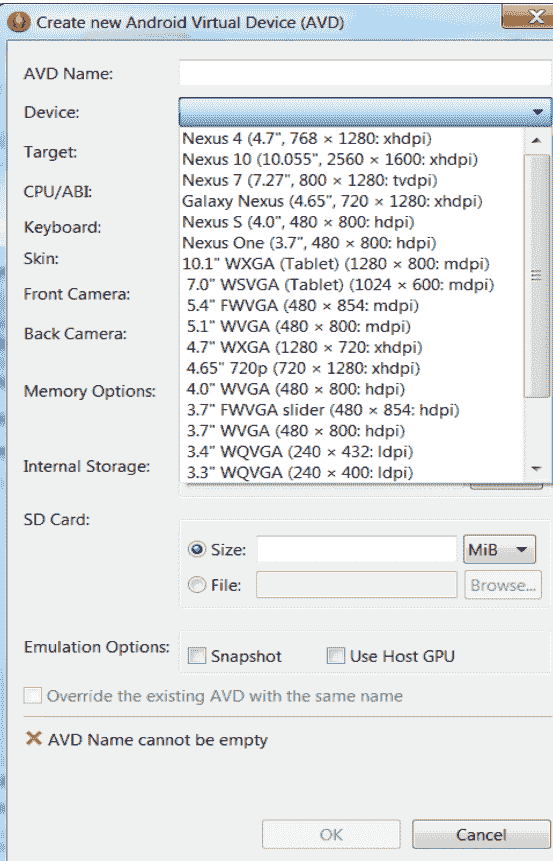 Create new Android Virtual Device (AVD)
AVD Name:
Device:
Nexus 4 (4.7", 768 × 1280: xhdpi)
Target:
Nexus 10 (10.055", 2560 × 1600: xhdpi)
Nexus 7 (7.27", 800 × 1280: tvdpi)
CPU/ABI:
Galaxy Nexus (4.65", 720 × 1280: xhdpi)
Keyboard:
Nexus S (4.0", 480 × 800: hdpi)
Nexus One (3.7", 480 × 800: hdpi)
Skin:
10.1" WXGA (Tablet) (1280 × 800: mdpi)
7.0" WSVGA (Tablet) (1024 × 600: mdpi)
Front Camera:
5.4" FWVGA (480 × 854: mdpi)
5.1" WVGA (480 × 800: mdpi)
Back Camera:
4.7" WXGA (1280 × 720: xhdpi)
4.65" 720p (720 × 1280: xhdpi)
Memory Options:
4.0" WVGA (480 × 800: hdpi)
3.7" FWVGA slider (480 × 854: hdpi)
3.7" WVGA (480 × 800: hdpi)
3.4" WQVGA (240 × 432: ldpi)
Internal Storage:
3.3" WQVGA (240 × 400: ldpi)
SD Card:
Size:
MiB
File:
Browse...
Emulation Options:
Snapshot
Use Host GPU
Override the existing AVD with the same name
AVD Name cannot be empty
OK
Cancel